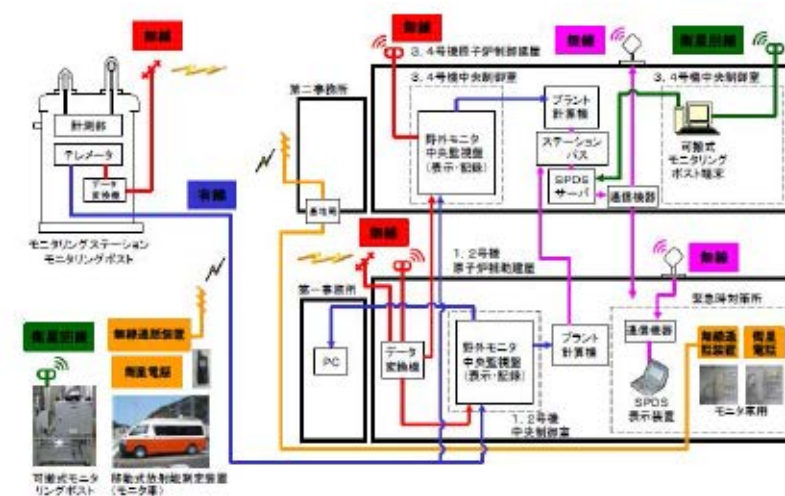 無線
計測部
テレメータ
データ
変換機
有線
モニタリングステーション
モニタリングポスト
衛星回線
無線通話装置
衛星電話
可搬式モニタ
リングポスト
移動式放射能測定装置
(モニタ車)
第二事務所
基地局
第一事務所
PC
無線
3, 4号機原子炉制御建屋
3, 4号機中央制御室
野外モニタ
中央監視盤
(表示・記録)
プラント
計算機
ステーション
バス
SPDS
サーバ
通信機器
無線
衛星回線
3, 4号機中央制御室
可搬式
モニタリング
ポスト端末
無線
1, 2号機
原子炉補助建屋
データ
変換機
野外モニタ
中央監視盤
(表示・記録)
1, 2号機
中央制御室
プラント
計算機
無線
緊急時対策所
通信機器
SPDS
表示装置
無線通
話装置
衛星
電話
モニタ車用